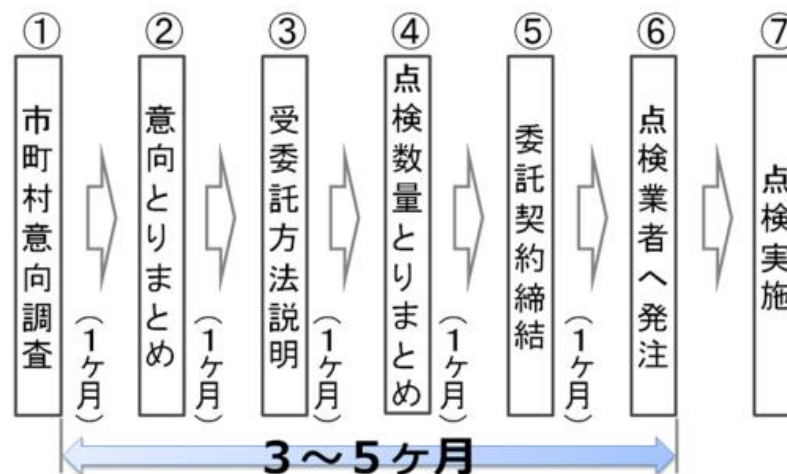 ①
市町村意向調査
(1ヶ月)
②
意向とりまとめ
(1ヶ月)
③
受委託方法説明
(1ヶ月)
④
点検数量とりまとめ
(1ヶ月)
⑤
委託契約締結
(1ヶ月)
⑥
点検業者へ発注
⑦
点検実施
3～5ヶ月